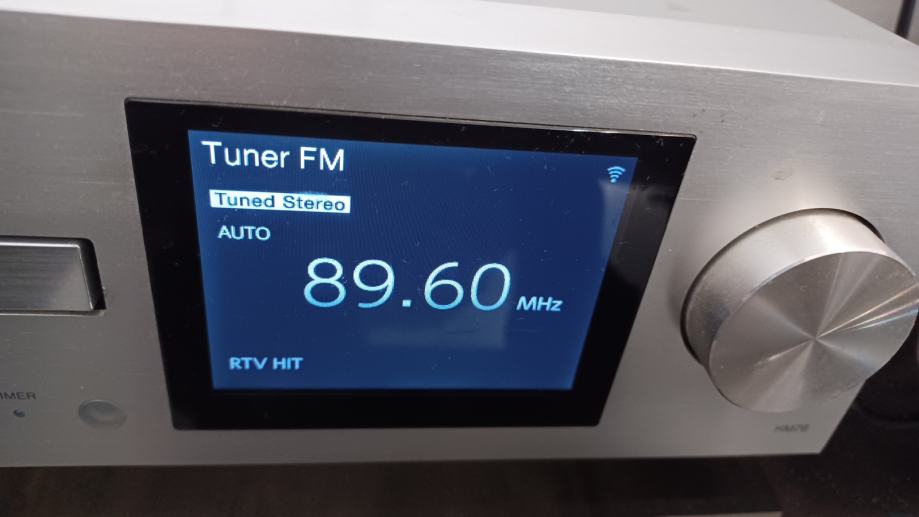 Tuner FM
Tuned Stereo
AUTO
89.60 MHz
RTV HIT